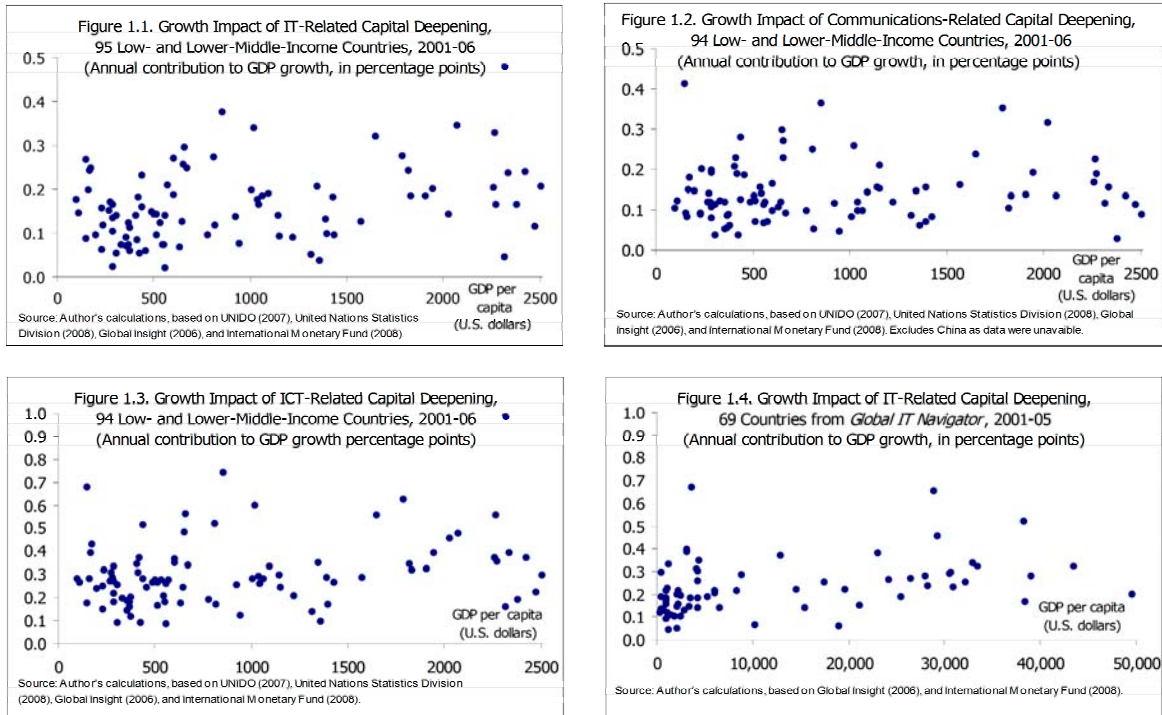 Figure 1.1. Growth Impact of IT-Related Capital Deepening,
95 Low- and Lower-Middle-Income Countries, 2001-06
(Annual contribution to GDP growth, in percentage points)
0.5
0.4
0.3
0.2
0.1
0.0
0
500
1000
1500
2000
2500
GDP per
capita
(U.S. dollars)
Source: Author's calculations, based on UNIDO (2007), United Nations Statistics
Division (2008), Global Insight (2006), and International Monetary Fund (2008)
Figure 1.2. Growth Impact of Communications-Related Capital Deepening,
94 Low- and Lower-Middle-Income Countries, 2001-06
(Annual contribution to GDP growth, in percentage points)
0.5
0.4
0.3
0.2
0.1
0.0
0
500
1000
1500
2000
2500
GDP per
capita
(U.S. dollars)
Source: Author's calculations, based on UNIDO (2007), United Nations Statistics Division (2008), Global
Insight (2006), and International Monetary Fund (2008). Excludes China as data were unavaible.
Figure 1.3. Growth Impact of ICT-Related Capital Deepening,
94 Low- and Lower-Middle-Income Countries, 2001-06
(Annual contribution to GDP growth percentage points)
1.0
0.9
0.8
0.7
0.6
0.5
0.4
0.3
0.2
0.1
0.0
GDP per capita
(U.S. dollars)
0
500
1000
1500
2000
2500
Source: Author's calculations, based on UNIDO (2007), United Nations Statistics Division
(2008), Global Insight (2006), and International Monetary Fund (2008).
Figure 1.4. Growth Impact of IT-Related Capital Deepening,
69 Countries from Global IT Navigator, 2001-05
(Annual contribution to GDP growth, in percentage points)
1.0
0.9
0.8
0.7
0.6
0.5
0.4
0.3
0.2
0.1
0.0
GDP per capita
(U.S. dollars)
0
10,000
20,000
30,000
40,000
50,000
Source: Author's calculations, based on Global Insight (2006), and International Monetary Fund (2008).